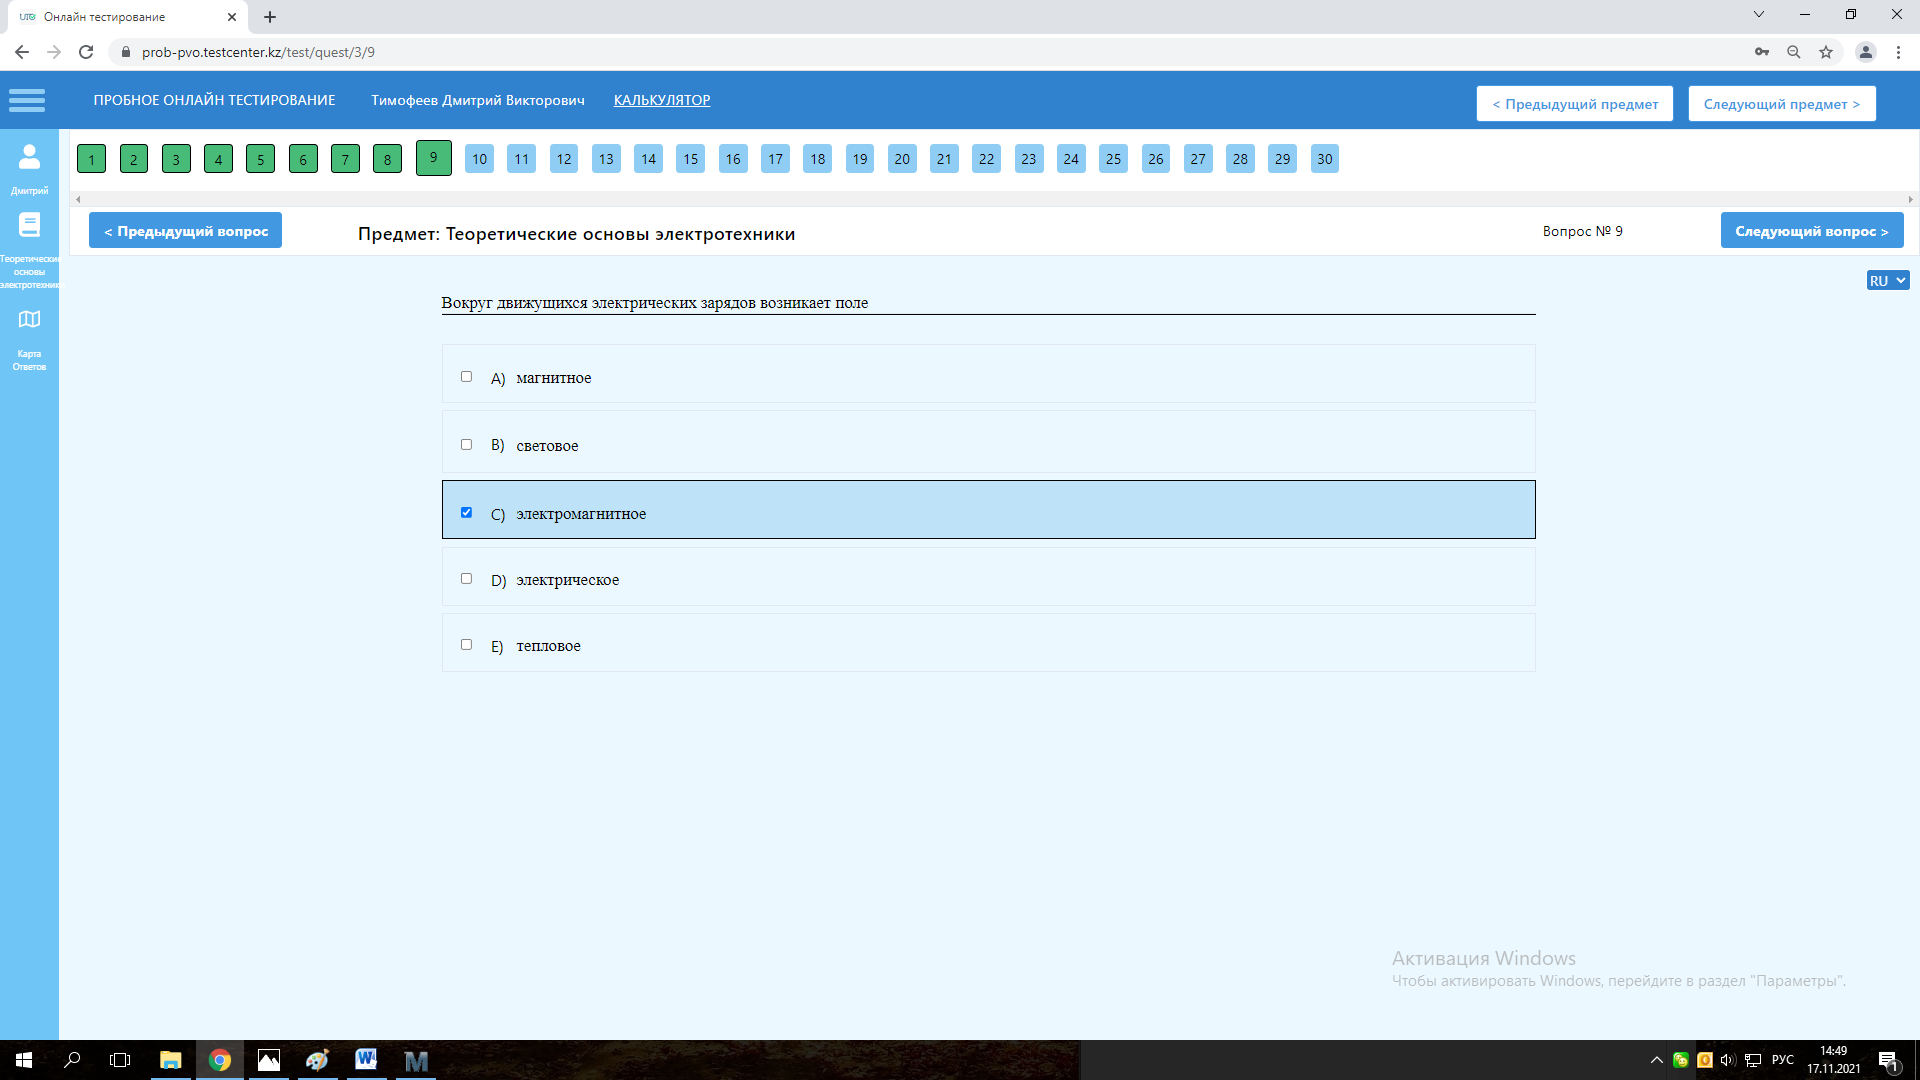 Онлайн тестирование
prob-pvo.testcenter.kz/test/quest/3/9
ПРОБНОЕ ОНЛАЙН ТЕСТИРОВАНИЕ Тимофеев Дмитрий Викторович КАЛЬКУЛЯТОР < Предыдущий предмет Следующий предмет >
1 2 3 4 5 6 7 8 9 10 11 12 13 14 15 16 17 18 19 20 21 22 23 24 25 26 27 28 29 30
Дмитрий
Теоретические
основы
электротехники
Карта
Ответов
< Предыдущий вопрос Предмет: Теоретические основы электротехники Вопрос № 9 Следующий вопрос >
RU
Вокруг движущихся электрических зарядов возникает поле
A) магнитное
B) световое
C) электромагнитное
D) электрическое
E) тепловое
Активация Windows
Чтобы активировать Windows, перейдите в раздел "Параметры".
РУС
14:49
17.11.2021
1